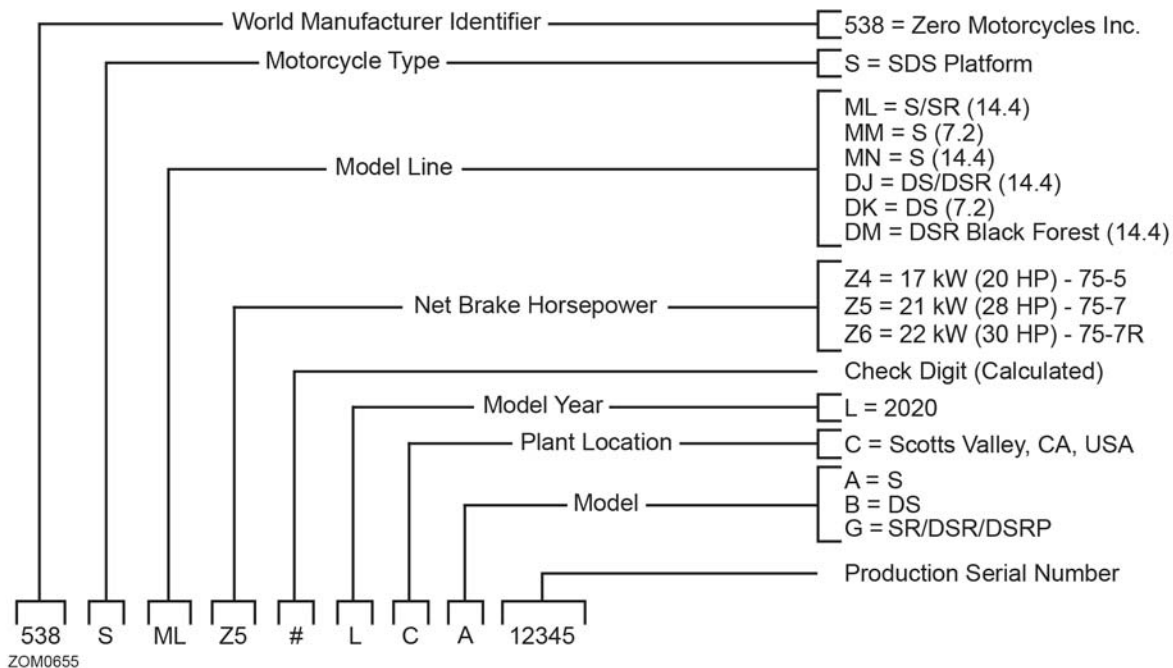 World Manufacturer Identifier
538 = Zero Motorcycles Inc.
Motorcycle Type
S = SDS Platform
Model Line
ML = S/SR (14.4)
MM = S (7.2)
MN = S (14.4)
DJ = DS/DSR (14.4)
DK = DS (7.2)
DM = DSR Black Forest (14.4)
Net Brake Horsepower
Z4 = 17 kW (20 HP) - 75-5
Z5 = 21 kW (28 HP) - 75-7
Z6 = 22 kW (30 HP) - 75-7R
Check Digit (Calculated)
Model Year
L = 2020
Plant Location
C = Scotts Valley, CA, USA
Model
A = S
B = DS
G = SR/DSR/DSRP
Production Serial Number
538 S ML Z5 # L C A 12345
ZOM0655